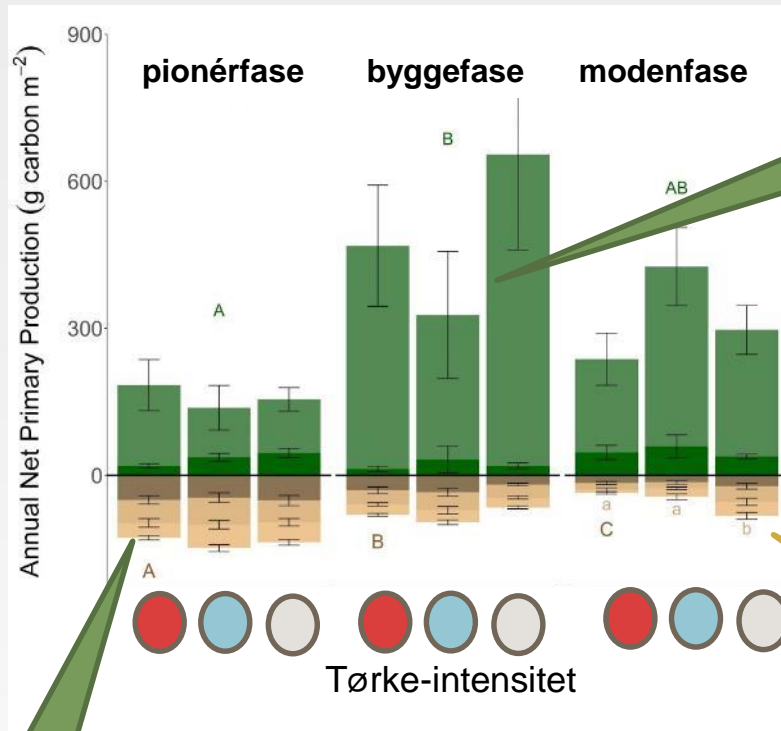 900
pionérfase byggefase modenfase
B
600
AB
A
300
0
a a b
B C
A
Annual Net Primary Production (g carbon m⁻²)
Tørke-intensitet